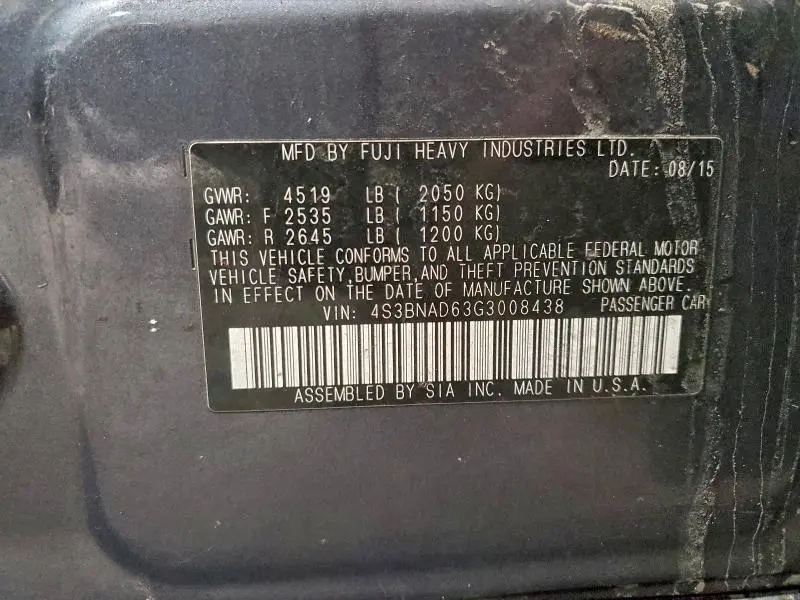 MFD BY FUJI HEAVY INDUSTRIES LTD.
DATE: 08/15
GVWR: 4519 LB ( 2050 KG)
GAWR: F 2535 LB ( 1150 KG)
GAWR: R 2645 LB ( 1200 KG)
THIS VEHICLE CONFORMS TO ALL APPLICABLE FEDERAL MOTOR
VEHICLE SAFETY,BUMPER,AND THEFT PREVENTION STANDARDS
IN EFFECT ON THE DATE OF MANUFACTURE SHOWN ABOVE.
VIN: 4S3BNAD63G3008438 PASSENGER CAR
ASSEMBLED BY SIA INC. MADE IN U.S.A.